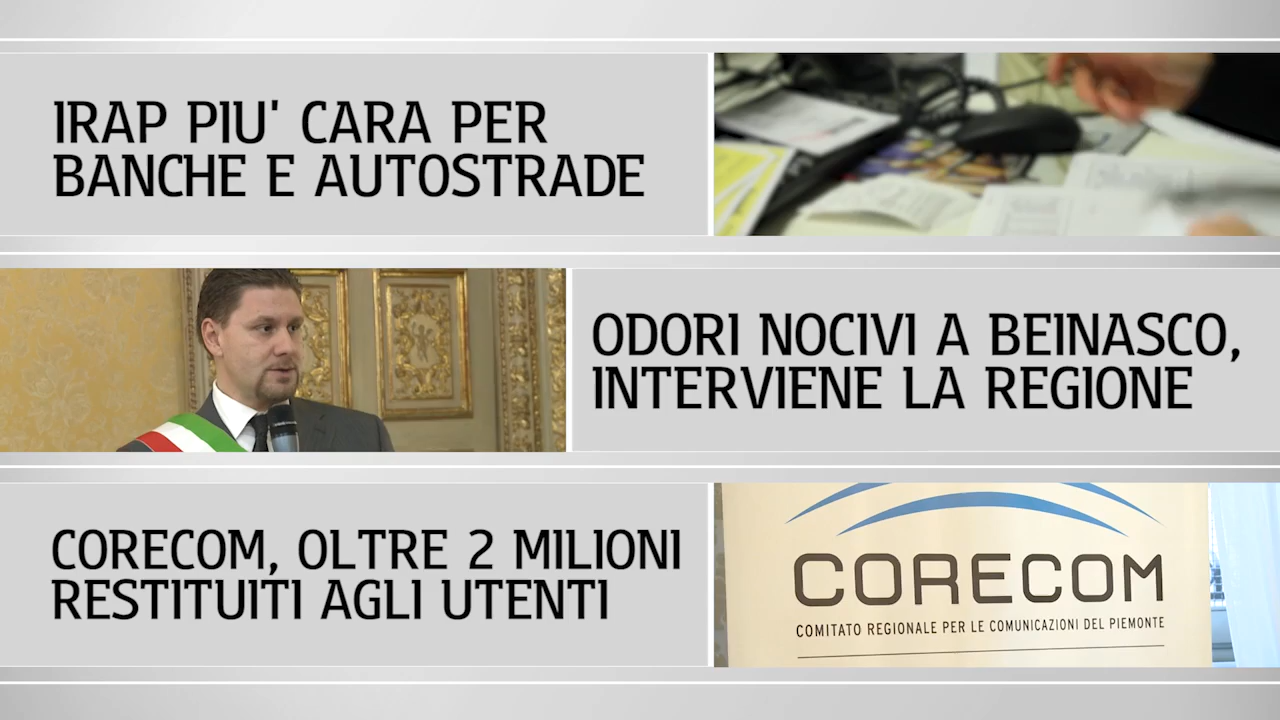 IRAP PIU' CARA PER
BANCHE E AUTOSTRADE
ODORI NOCIVI A BEINASCO,
INTERVIENE LA REGIONE
CORECOM, OLTRE 2 MILIONI
RESTITUITI AGLI UTENTI
CORECOM
COMITATO REGIONALE PER LE COMUNICAZIONI DEL PIEMONTE